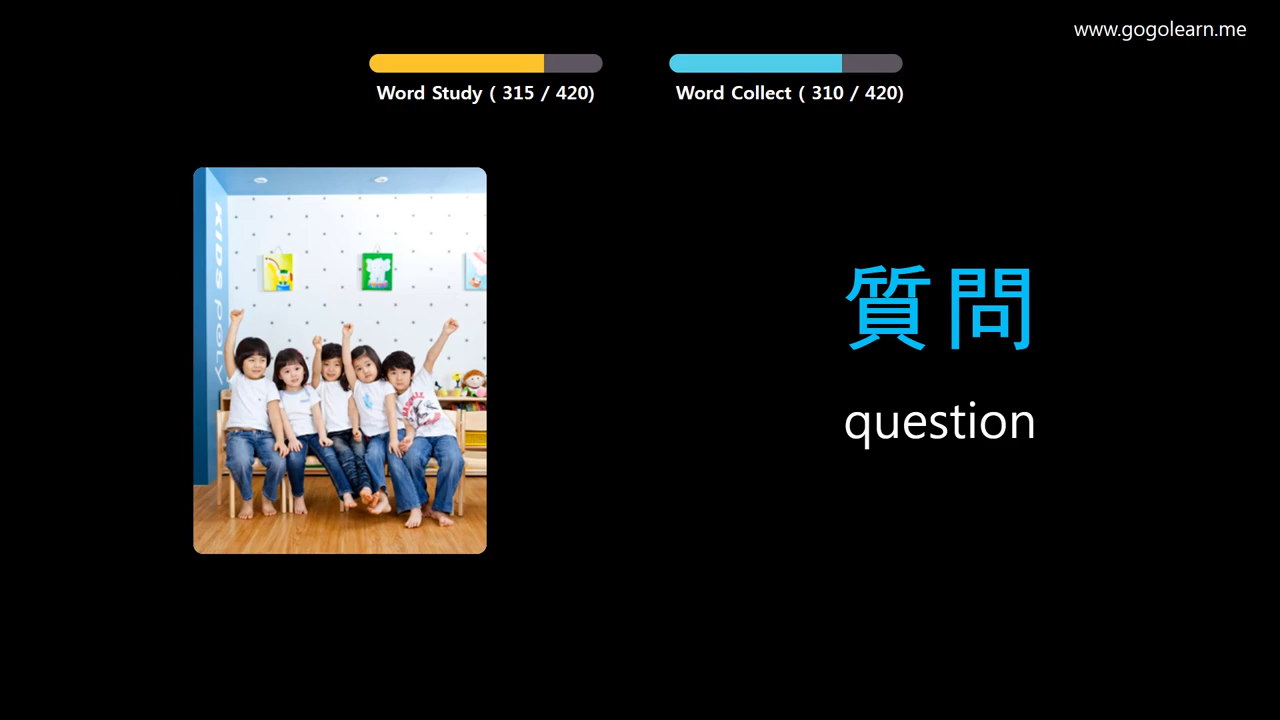 www.gogolearn.me
Word Study ( 315 / 420)
Word Collect ( 310 / 420)
KIDS POLY
質問
question